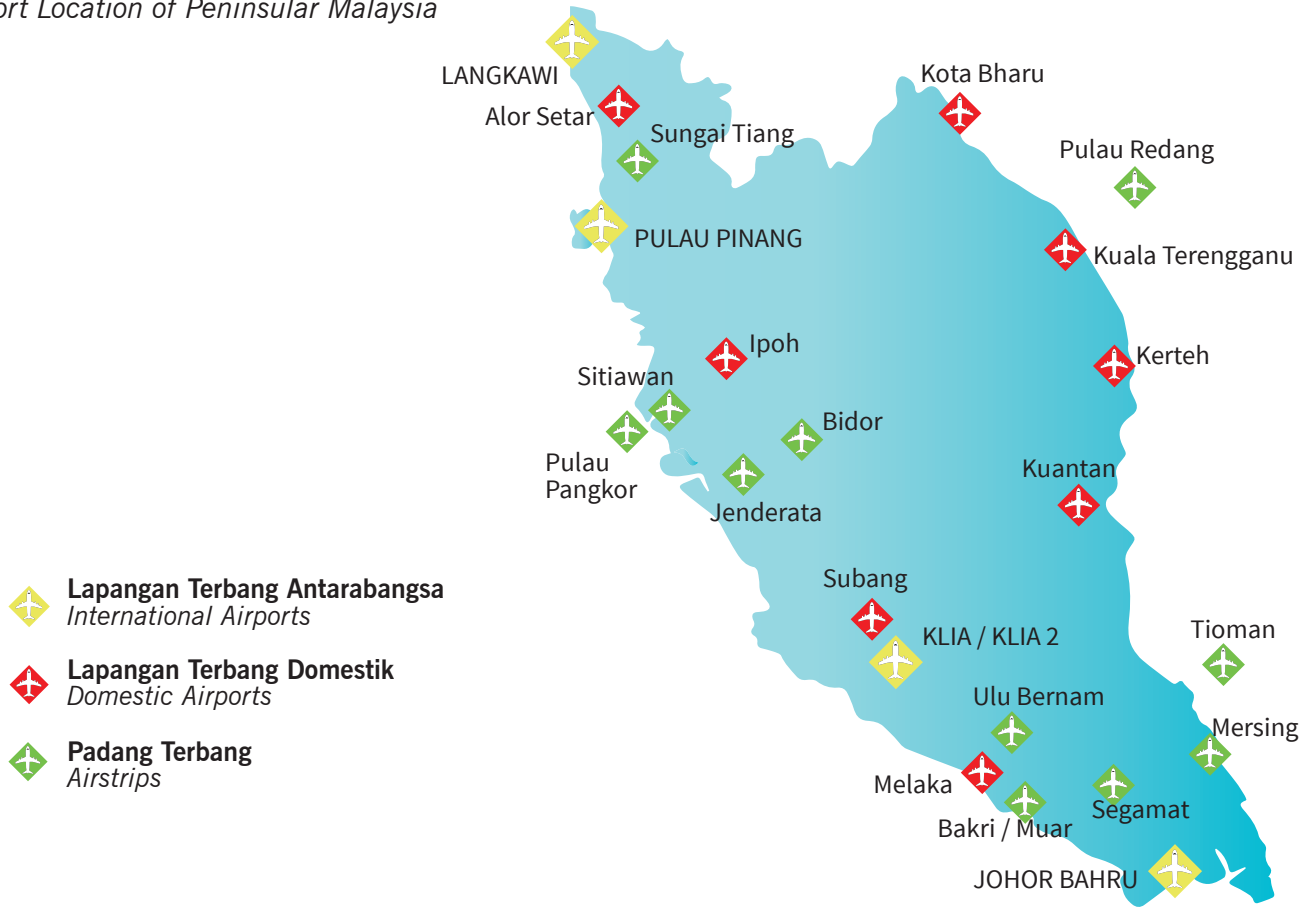 ort Location of Peninsular Malaysia
LANGKAWI
Kota Bharu
Alor Setar
Sungai Tiang
Pulau Redang
PULAU PINANG
Kuala Terengganu
Ipoh
Kerteh
Sitiawan
Bidor
Pulau
Pangkor
Kuantan
Jenderata
Subang
KLIA / KLIA 2
Tioman
Ulu Bernam
Mersing
Melaka
Segamat
Bakri / Muar
JOHOR BAHRU
Lapangan Terbang Antarabangsa
International Airports
Lapangan Terbang Domestik
Domestic Airports
Padang Terbang
Airstrips